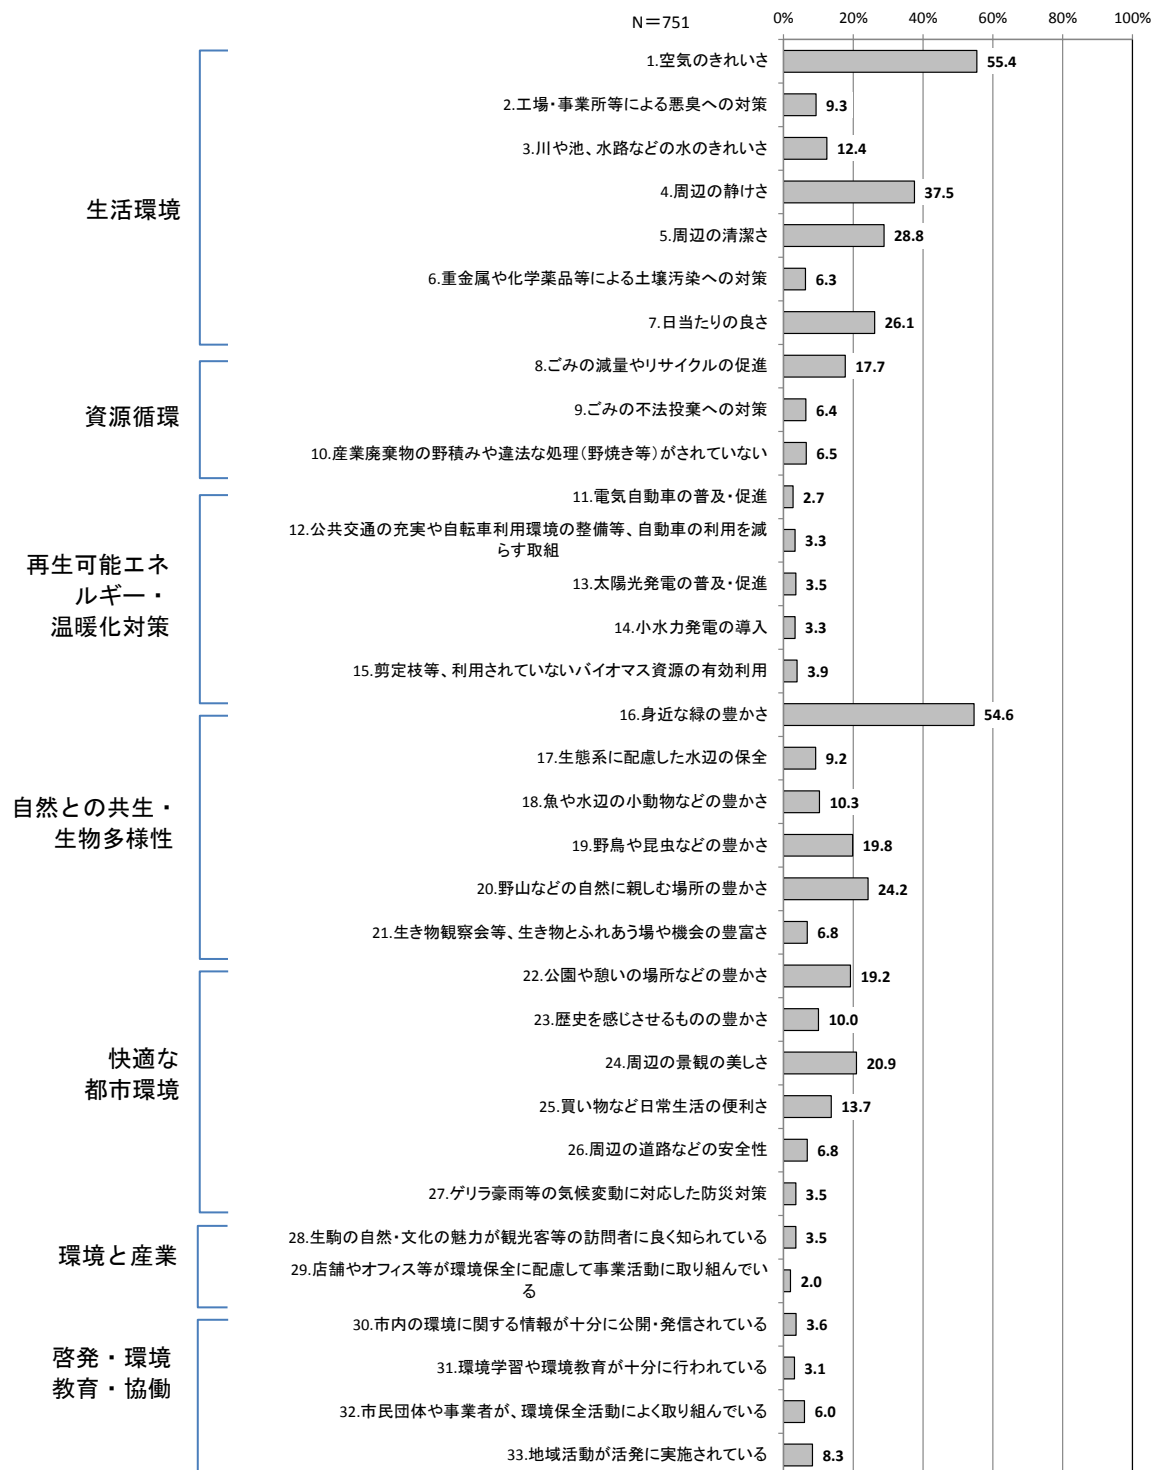 N＝751
0% 20% 40% 60% 80% 100%
生活環境
1.空気のきれいさ 55.4
2.工場・事業所等による悪臭への対策 9.3
3.川や池、水路などの水のきれいさ 12.4
4.周辺の静けさ 37.5
5.周辺の清潔さ 28.8
6.重金属や化学薬品等による土壌汚染への対策 6.3
7.日当たりの良さ 26.1
資源循環
8.ごみの減量やリサイクルの促進 17.7
9.ごみの不法投棄への対策 6.4
10.産業廃棄物の野積みや違法な処理（野焼き等）がされていない 6.5
再生可能エネ
ルギー・
温暖化対策
11.電気自動車の普及・促進 2.7
12.公共交通の充実や自転車利用環境の整備等、自動車の利用を減
らす取組 3.3
13.太陽光発電の普及・促進 3.5
14.小水力発電の導入 3.3
15.剪定枝等、利用されていないバイオマス資源の有効利用 3.9
自然との共生・
生物多様性
16.身近な緑の豊かさ 54.6
17.生態系に配慮した水辺の保全 9.2
18.魚や水辺の小動物などの豊かさ 10.3
19.野鳥や昆虫などの豊かさ 19.8
20.野山などの自然に親しむ場所の豊かさ 24.2
21.生き物観察会等、生き物とふれあう場や機会の豊富さ 6.8
快適な
都市環境
22.公園や憩いの場所などの豊かさ 19.2
23.歴史を感じさせるものの豊かさ 10.0
24.周辺の景観の美しさ 20.9
25.買い物など日常生活の便利さ 13.7
26.周辺の道路などの安全性 6.8
27.ゲリラ豪雨等の気候変動に対応した防災対策 3.5
環境と産業
28.生駒の自然・文化の魅力が観光客等の訪問者に良く知られている 3.5
29.店舗やオフィス等が環境保全に配慮して事業活動に取り組んでい
る 2.0
啓発・環境
教育・協働
30.市内の環境に関する情報が十分に公開・発信されている 3.6
31.環境学習や環境教育が十分に行われている 3.1
32.市民団体や事業者が、環境保全活動によく取り組んでいる 6.0
33.地域活動が活発に実施されている 8.3